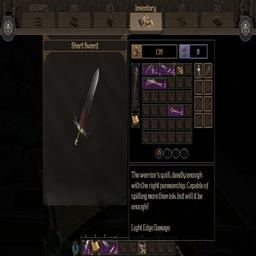 Inventory
Short Sword
130
0
The warrior's quill, deadly enough
with the right penmanship. Capable of
spilling more than ink, but will it be
enough?
Light Edge Damage